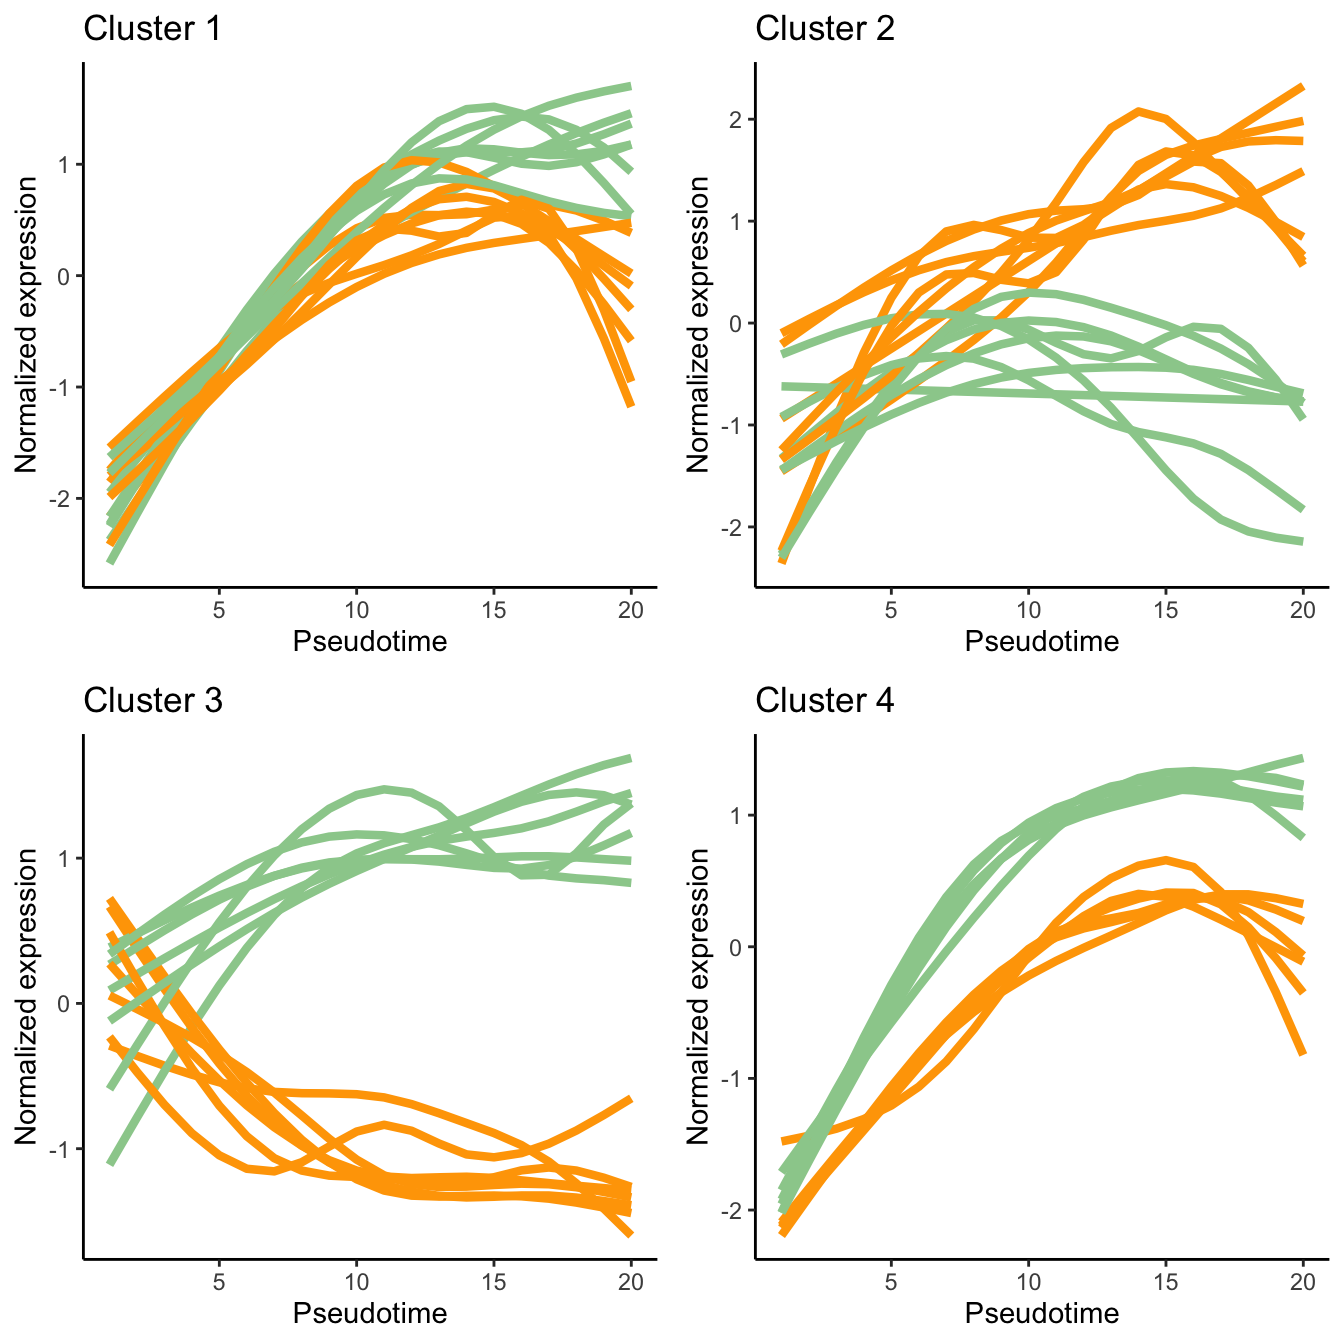 Cluster 1
Normalized expression
1
0
-1
-2
5 10 15 20
Pseudotime
Cluster 2
Normalized expression
2
1
0
-1
-2
5 10 15 20
Pseudotime
Cluster 3
Normalized expression
1
0
-1
5 10 15 20
Pseudotime
Cluster 4
Normalized expression
1
0
-1
-2
5 10 15 20
Pseudotime